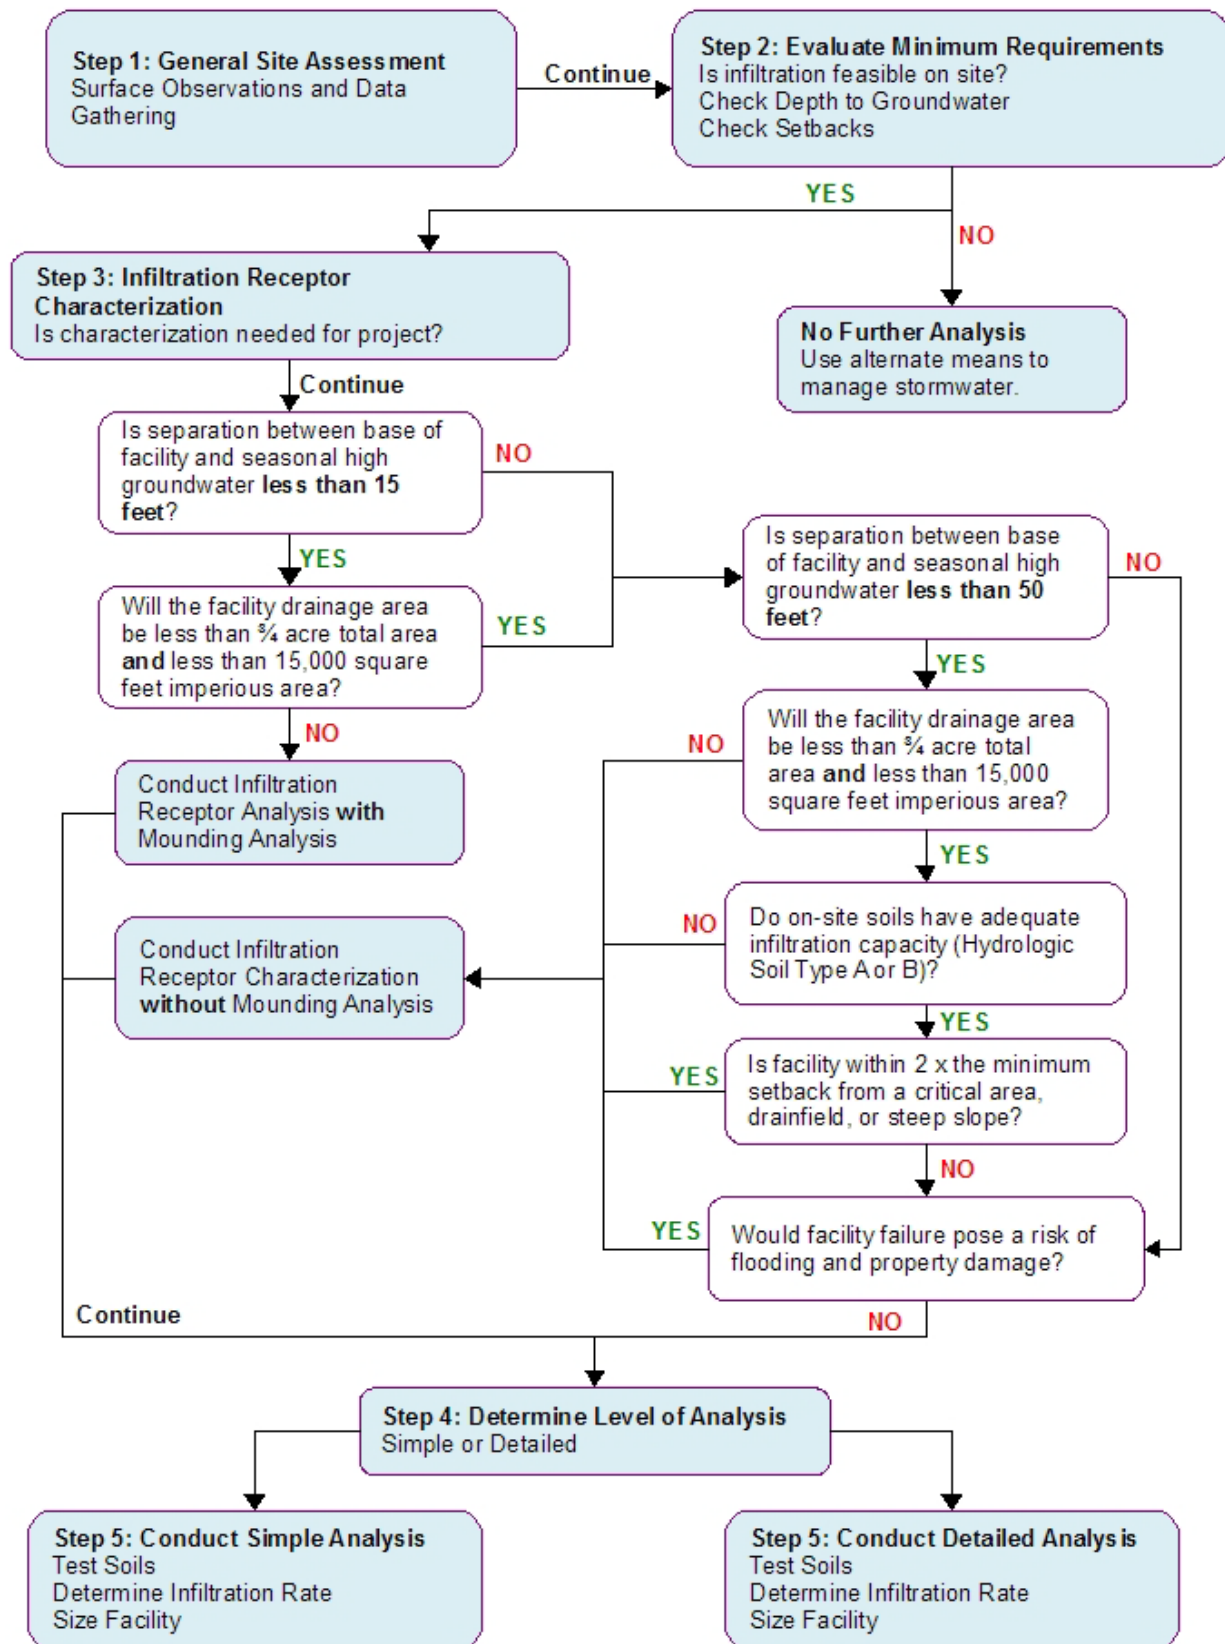 Step 1: General Site Assessment
Surface Observations and Data
Gathering
Continue
Step 2: Evaluate Minimum Requirements
Is infiltration feasible on site?
Check Depth to Groundwater
Check Setbacks
YES
NO
Step 3: Infiltration Receptor
Characterization
Is characterization needed for project?
No Further Analysis
Use alternate means to
manage stormwater.
Continue
Is separation between base of
facility and seasonal high
groundwater less than 15
feet?
NO
YES
Is separation between base
of facility and seasonal high
groundwater less than 50
feet?
NO
Will the facility drainage area
be less than ¾ acre total area
and less than 15,000 square
feet imperious area?
YES
YES
NO
Will the facility drainage area
be less than ¾ acre total
area and less than 15,000
square feet imperious area?
NO
Conduct Infiltration
Receptor Analysis with
Mounding Analysis
YES
Do on-site soils have adequate
infiltration capacity (Hydrologic
Soil Type A or B)?
NO
Conduct Infiltration
Receptor Characterization
without Mounding Analysis
YES
Is facility within 2 x the minimum
setback from a critical area,
drainfield, or steep slope?
YES
NO
Would facility failure pose a risk of
flooding and property damage?
YES
Continue
NO
Step 4: Determine Level of Analysis
Simple or Detailed
Step 5: Conduct Simple Analysis
Test Soils
Determine Infiltration Rate
Size Facility
Step 5: Conduct Detailed Analysis
Test Soils
Determine Infiltration Rate
Size Facility